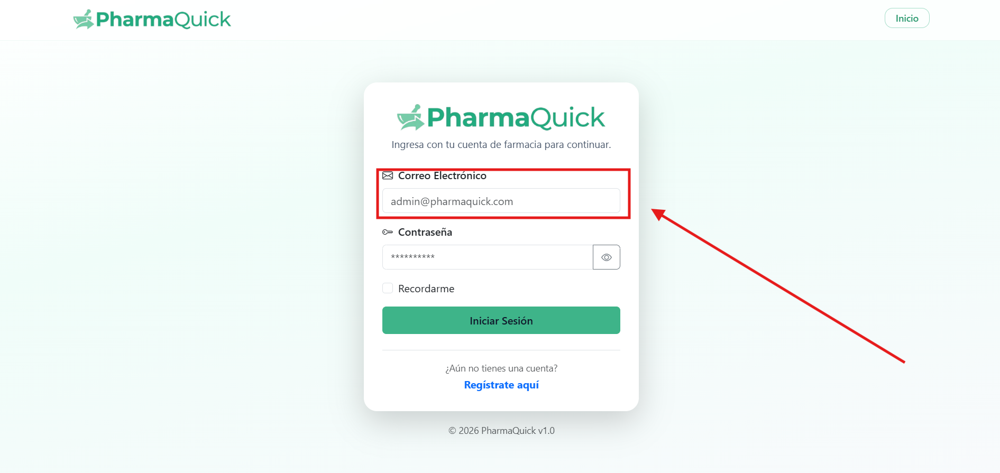 PharmaQuick
Inicio
PharmaQuick
Ingresa con tu cuenta de farmacia para continuar.
Correo Electrónico
admin@pharmaquick.com
Contraseña
**********
Recordarme
Iniciar Sesión
¿Aún no tienes una cuenta?
Regístrate aquí
© 2026 PharmaQuick v1.0